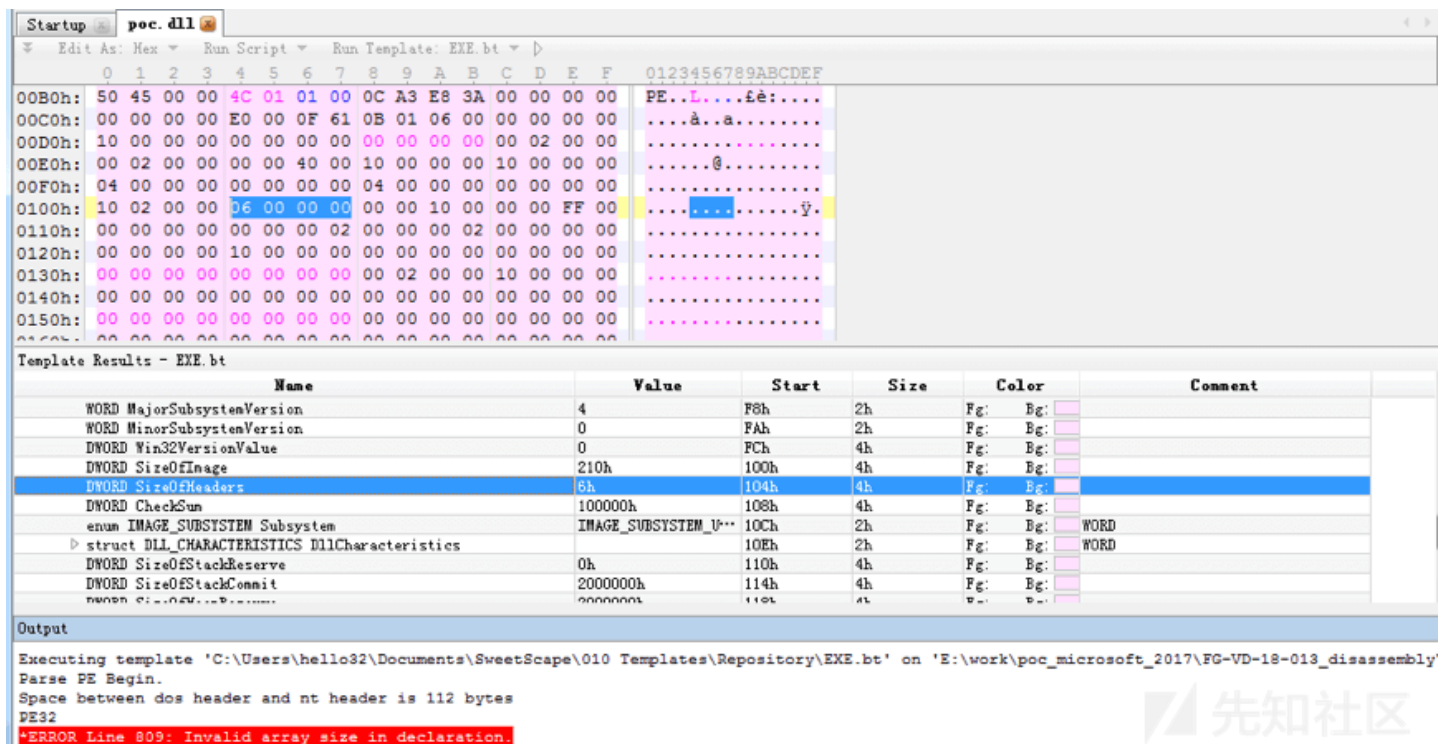 Startup poc.dll
Edit As: Hex Run Script Run Template: EXE.bt
0 1 2 3 4 5 6 7 8 9 A B C D E F 0123456789ABCDEF
00B0h: 50 45 00 00 4C 01 01 00 0C A3 E8 3A 00 00 00 00 PE..L....£è:....
00C0h: 00 00 00 00 E0 00 0F 61 0B 01 06 00 00 00 00 00 ....à..a........
00D0h: 10 00 00 00 00 00 00 00 00 00 00 00 00 02 00 00 ................
00E0h: 00 02 00 00 00 00 40 00 10 00 00 00 10 00 00 00 ......@.........
00F0h: 04 00 00 00 00 00 00 00 04 00 00 00 00 00 00 00 ................
0100h: 10 02 00 00 06 00 00 00 00 00 10 00 00 00 FF 00 ..............ÿ.
0110h: 00 00 00 00 00 00 00 02 00 00 00 02 00 00 00 00 ................
0120h: 00 00 00 00 10 00 00 00 00 00 00 00 00 00 00 00 ................
0130h: 00 00 00 00 00 00 00 00 00 02 00 00 10 00 00 00 ................
0140h: 00 00 00 00 00 00 00 00 00 00 00 00 00 00 00 00 ................
0150h: 00 00 00 00 00 00 00 00 00 00 00 00 00 00 00 00 ................
Template Results - EXE.bt
Name Value Start Size Color Comment
WORD MajorSubsystemVersion 4 F8h 2h Fg: Bg:
WORD MinorSubsystemVersion 0 FAh 2h Fg: Bg:
DWORD Win32VersionValue 0 FCh 4h Fg: Bg:
DWORD SizeOfImage 210h 100h 4h Fg: Bg:
DWORD SizeOfHeaders 6h 104h 4h Fg: Bg:
DWORD CheckSum 100000h 108h 4h Fg: Bg:
enum IMAGE_SUBSYSTEM Subsystem IMAGE_SUBSYSTEM_U... 10Ch 2h Fg: Bg: WORD
struct DLL_CHARACTERISTICS DllCharacteristics 10Eh 2h Fg: Bg: WORD
DWORD SizeOfStackReserve 0h 110h 4h Fg: Bg:
DWORD SizeOfStackCommit 2000000h 114h 4h Fg: Bg:
Output
Executing template 'C:\Users\hello32\Documents\SweetScape\010 Templates\Repository\EXE.bt' on 'E:\work\poc_microsoft_2017\FG-VD-18-013_disassembly\
Parse PE Begin.
Space between dos header and nt header is 112 bytes
PE32
*ERROR Line 809: Invalid array size in declaration.
先知社区